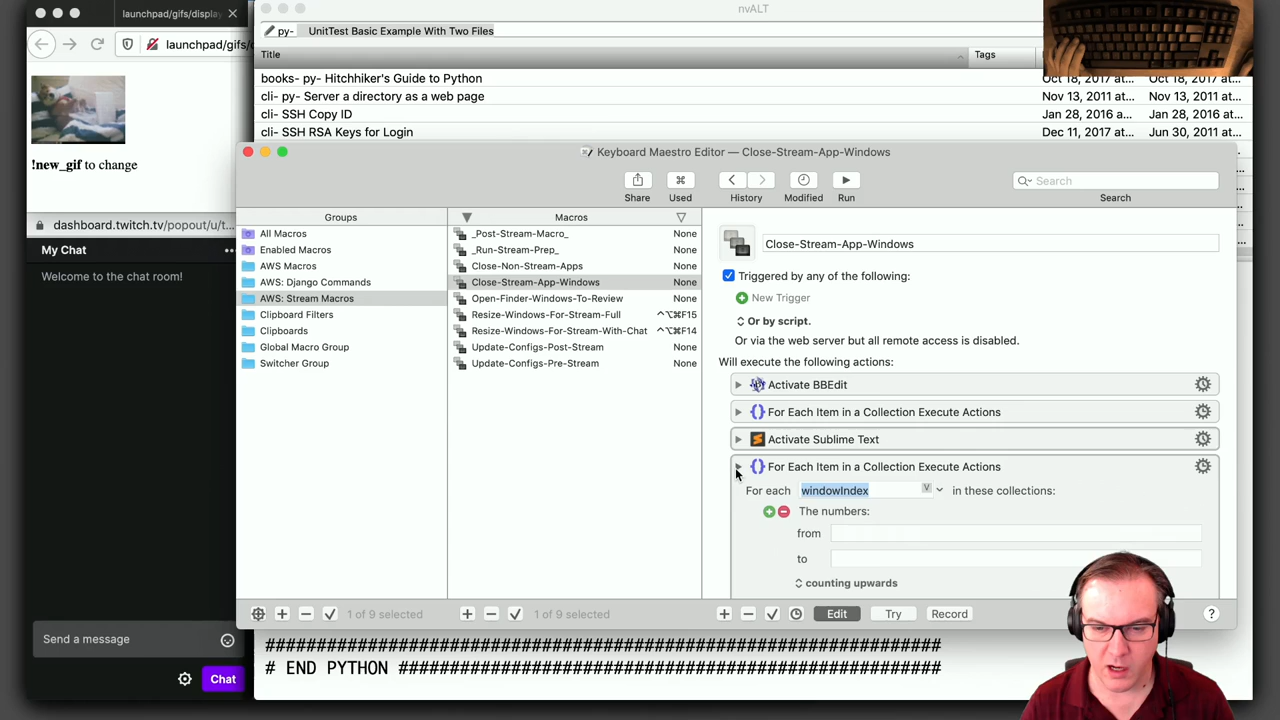 launchpad/gifs/display
launchpad/gifs/
!new_gif to change
dashboard.twitch.tv/popout/u/t...
My Chat
Welcome to the chat room!
Send a message
Chat
nvALT
py- UnitTest Basic Example With Two Files
Title Tags
books- py- Hitchhiker's Guide to Python Oct 18, 2017 at... Oct 18, 2017 at...
cli- py- Server a directory as a web page Nov 13, 2011 at... Nov 13, 2011 at...
cli- SSH Copy ID Jan 28, 2016 at... Jan 28, 2016 at...
cli- SSH RSA Keys for Login Dec 11, 2017 at... Jun 30, 2011 at...
Keyboard Maestro Editor — Close-Stream-App-Windows
Share Used History Modified Run Search
Search
Groups
All Macros
Enabled Macros
AWS Macros
AWS: Django Commands
AWS: Stream Macros
Clipboard Filters
Clipboards
Global Macro Group
Switcher Group
1 of 9 selected
Macros
_Post-Stream-Macro_ None
_Run-Stream-Prep_ None
Close-Non-Stream-Apps None
Close-Stream-App-Windows None
Open-Finder-Windows-To-Review None
Resize-Windows-For-Stream-Full ^⌥⌘F15
Resize-Windows-For-Stream-With-Chat ^⌥⌘F14
Update-Configs-Post-Stream None
Update-Configs-Pre-Stream None
1 of 9 selected
Close-Stream-App-Windows
Triggered by any of the following:
New Trigger
Or by script.
Or via the web server but all remote access is disabled.
Will execute the following actions:
Activate BBEdit
For Each Item in a Collection Execute Actions
Activate Sublime Text
For Each Item in a Collection Execute Actions
For each windowIndex V in these collections:
The numbers:
from
to
counting upwards
Edit Try Record ?
##############################################################
# END PYTHON #################################################